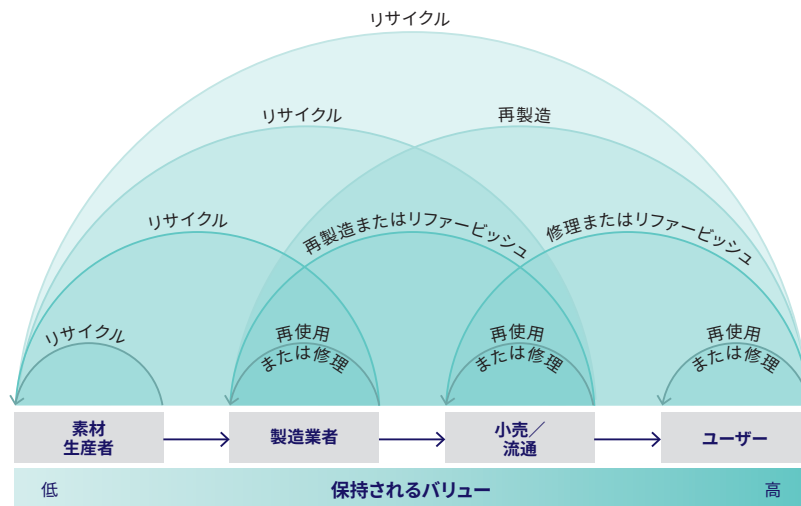 リサイクル
リサイクル
再製造
リサイクル
再製造またはリファービッシュ
修理またはリファービッシュ
リサイクル
再使用
または修理
再使用
または修理
再使用
または修理
素材
生産者
製造業者
小売／
流通
ユーザー
低
保持されるバリュー
高